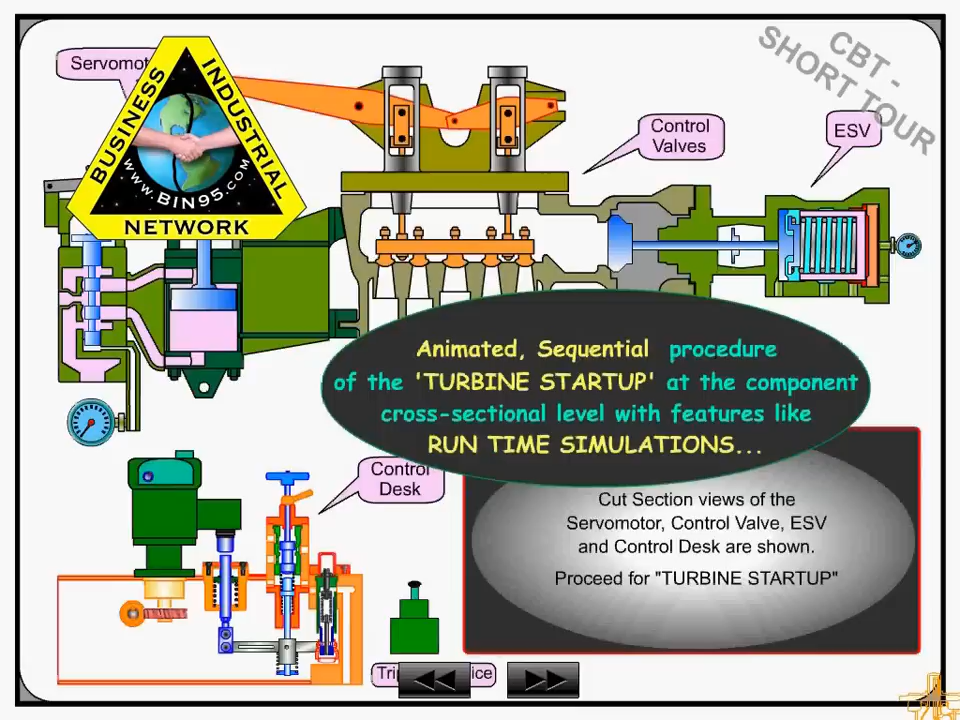 CBT -
SHORT TOUR
BUSINESS
INDUSTRIAL
WWW.BIN95.COM
NETWORK
Control
Valves
ESV
Animated, Sequential procedure
of the 'TURBINE STARTUP' at the component
cross-sectional level with features like
RUN TIME SIMULATIONS...
Control
Desk
Cut Section views of the
Servomotor, Control Valve, ESV
and Control Desk are shown.
Proceed for "TURBINE STARTUP"